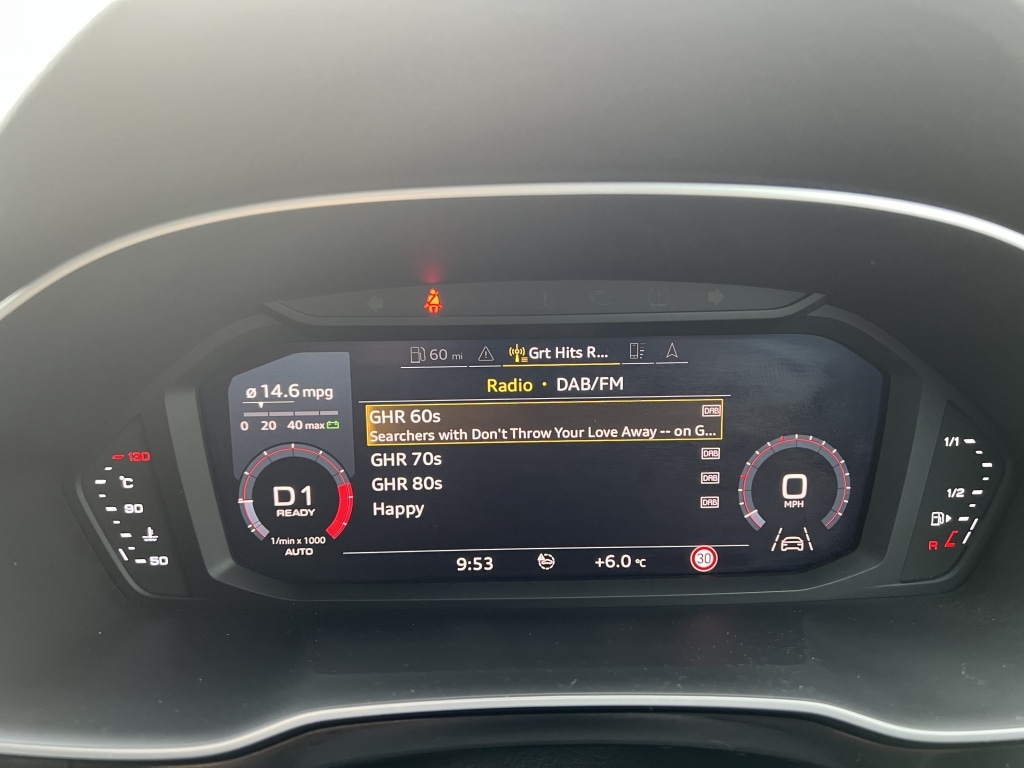 60 mi Grt Hits R...
Radio · DAB/FM
ø 14.6 mpg
0 20 40 max
GHR 60s DAB
Searchers with Don't Throw Your Love Away -- on G...
GHR 70s DAB
GHR 80s DAB
Happy DAB
130
°C
90
50
D1
READY
1/min x 1000
AUTO
0
MPH
1/1
1/2
R
9:53 +6.0 °C 30